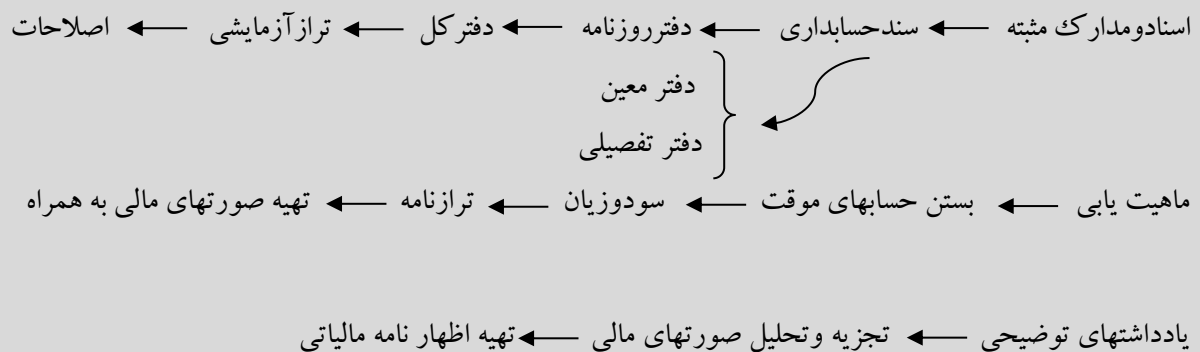 اسنادومدارک مثبته ← سندحسابداری ← دفترروزنامه ← دفترکل ← ترازآزمایشی ← اصلاحات
دفتر معین
دفتر تفصیلی
ماهیت یابی ← بستن حسابهای موقت ← سودوزیان ← ترازنامه ← تهیه صورتهای مالی به همراه
یادداشتهای توضیحی ← تجزیه وتحلیل صورتهای مالی ← تهیه اظهار نامه مالیاتی